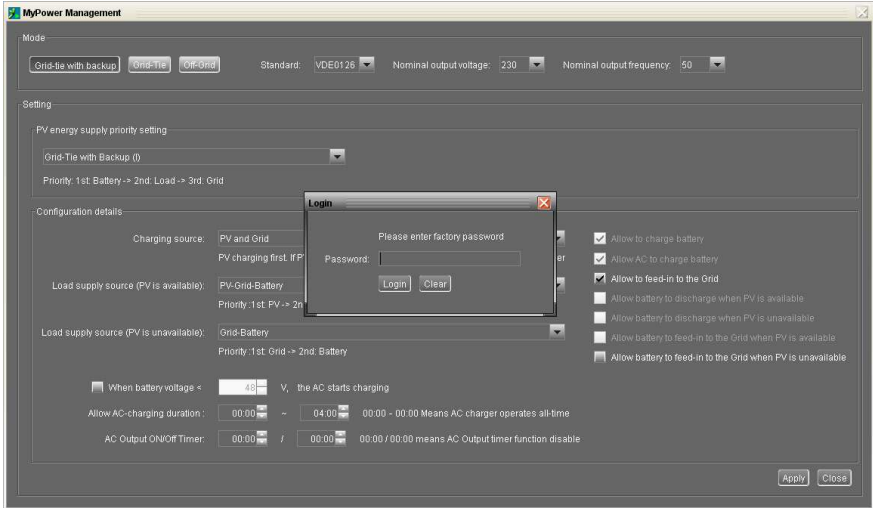 MyPower Management
Mode
Grid-tie with backup Grid-Tie Off-Grid Standard: VDE0126 Nominal output voltage: 230 Nominal output frequency: 50
Setting
PV energy supply priority setting
Grid-Tie with Backup (I)
Priority: 1st: Battery-> 2nd: Load-> 3rd: Grid
Login
Configuration details
Please enter factory password
Charging source: PV and Grid Allow to charge battery
PV charging first. If Password: Allow AC to charge battery
Login Clear Allow to feed-in to the Grid
Load supply source (PV is available): PV-Grid-Battery
Priority :1st: PV-> Allow battery to discharge when PV is available
Allow battery to discharge when PV is unavailable
Load supply source (PV is unavailable): Grid-Battery Allow battery to feed-in to the Grid when PV is available
Priority :1st: Grid -> 2nd: Battery Allow battery to feed-in to the Grid when PV is unavailable
When battery voltage < 48 V, the AC starts charging
Allow AC-charging duration : 00:00 ~ 04:00 00:00 - 00:00 Means AC charger operates all-time
AC Output ON/Off Timer: 00:00 / 00:00 00:00 / 00:00 means AC Output timer function disable
Apply Close